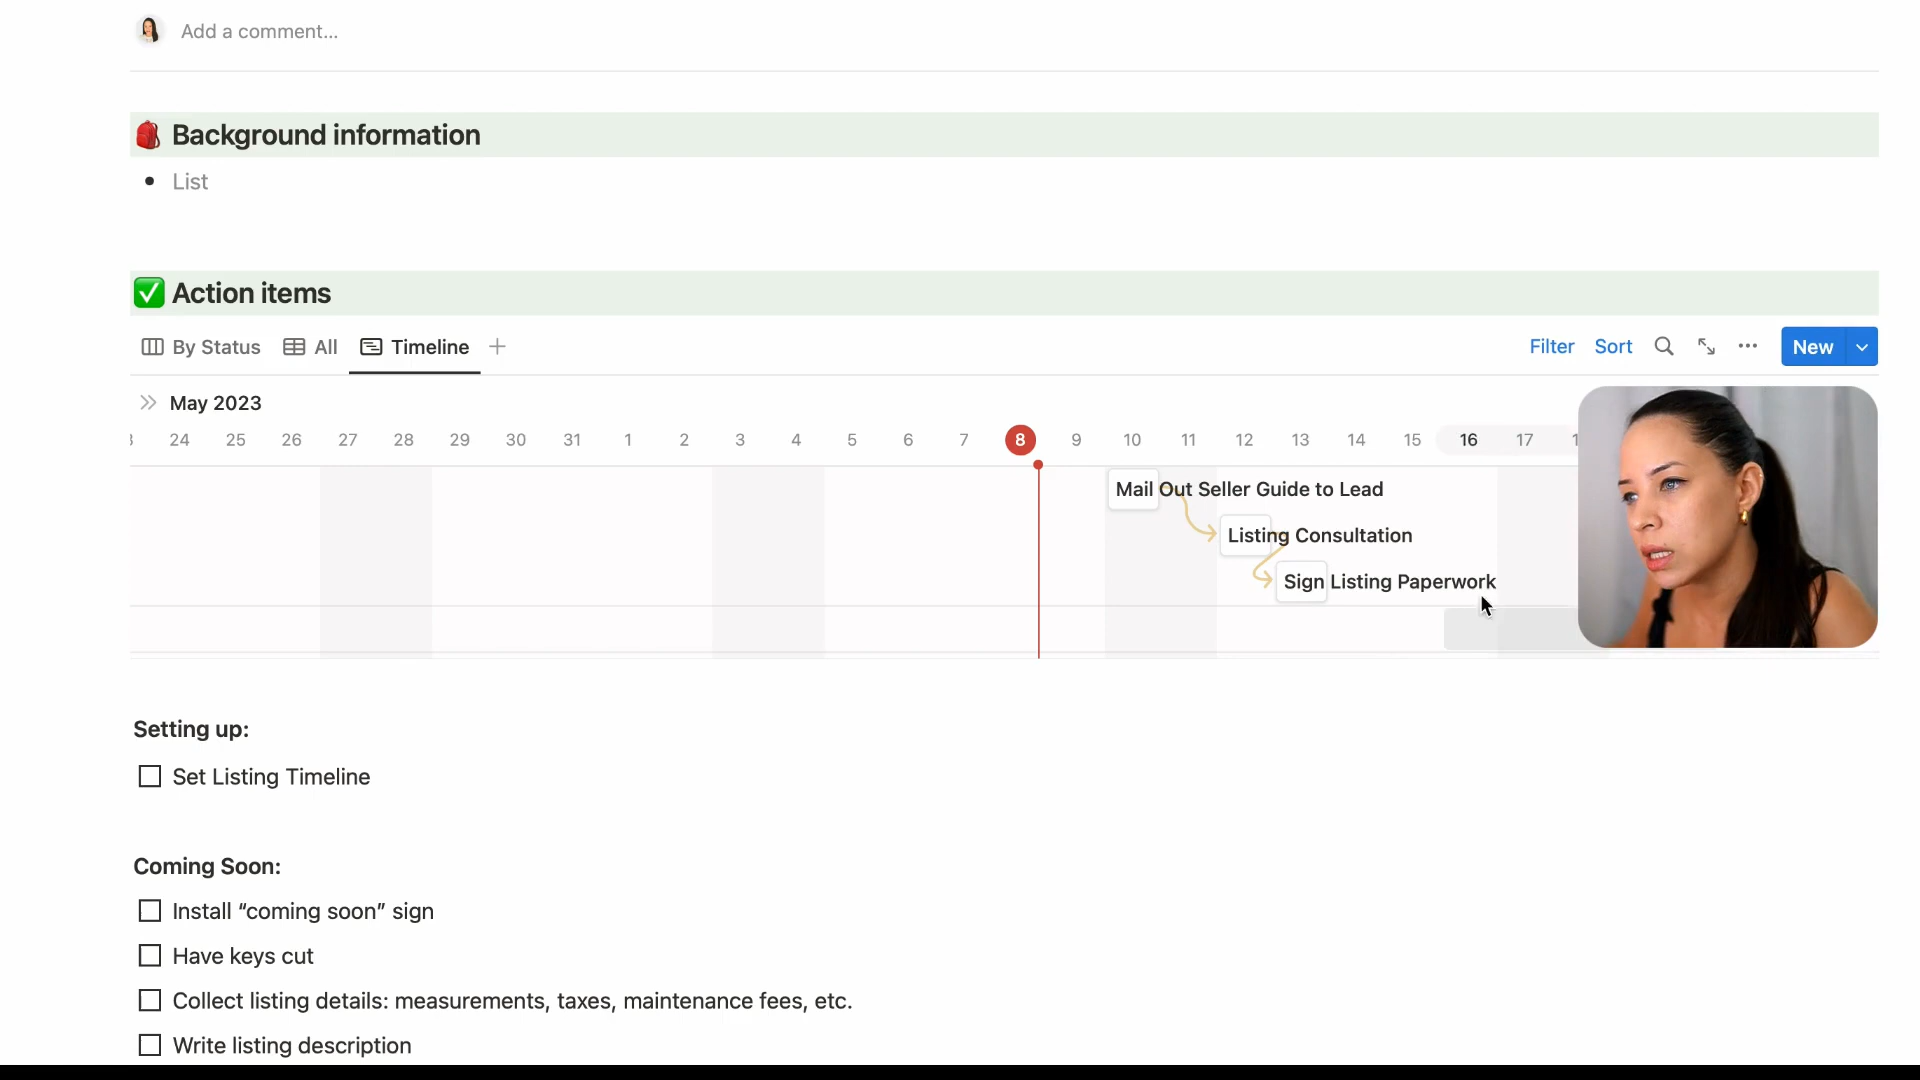 Add a comment...
Background information
List
Action items
By Status All Timeline
Filter Sort New
May 2023
24 25 26 27 28 29 30 31 1 2 3 4 5 6 7 8 9 10 11 12 13 14 15 16 17
Mail Out Seller Guide to Lead
Listing Consultation
Sign Listing Paperwork
Setting up:
Set Listing Timeline
Coming Soon:
Install “coming soon” sign
Have keys cut
Collect listing details: measurements, taxes, maintenance fees, etc.
Write listing description